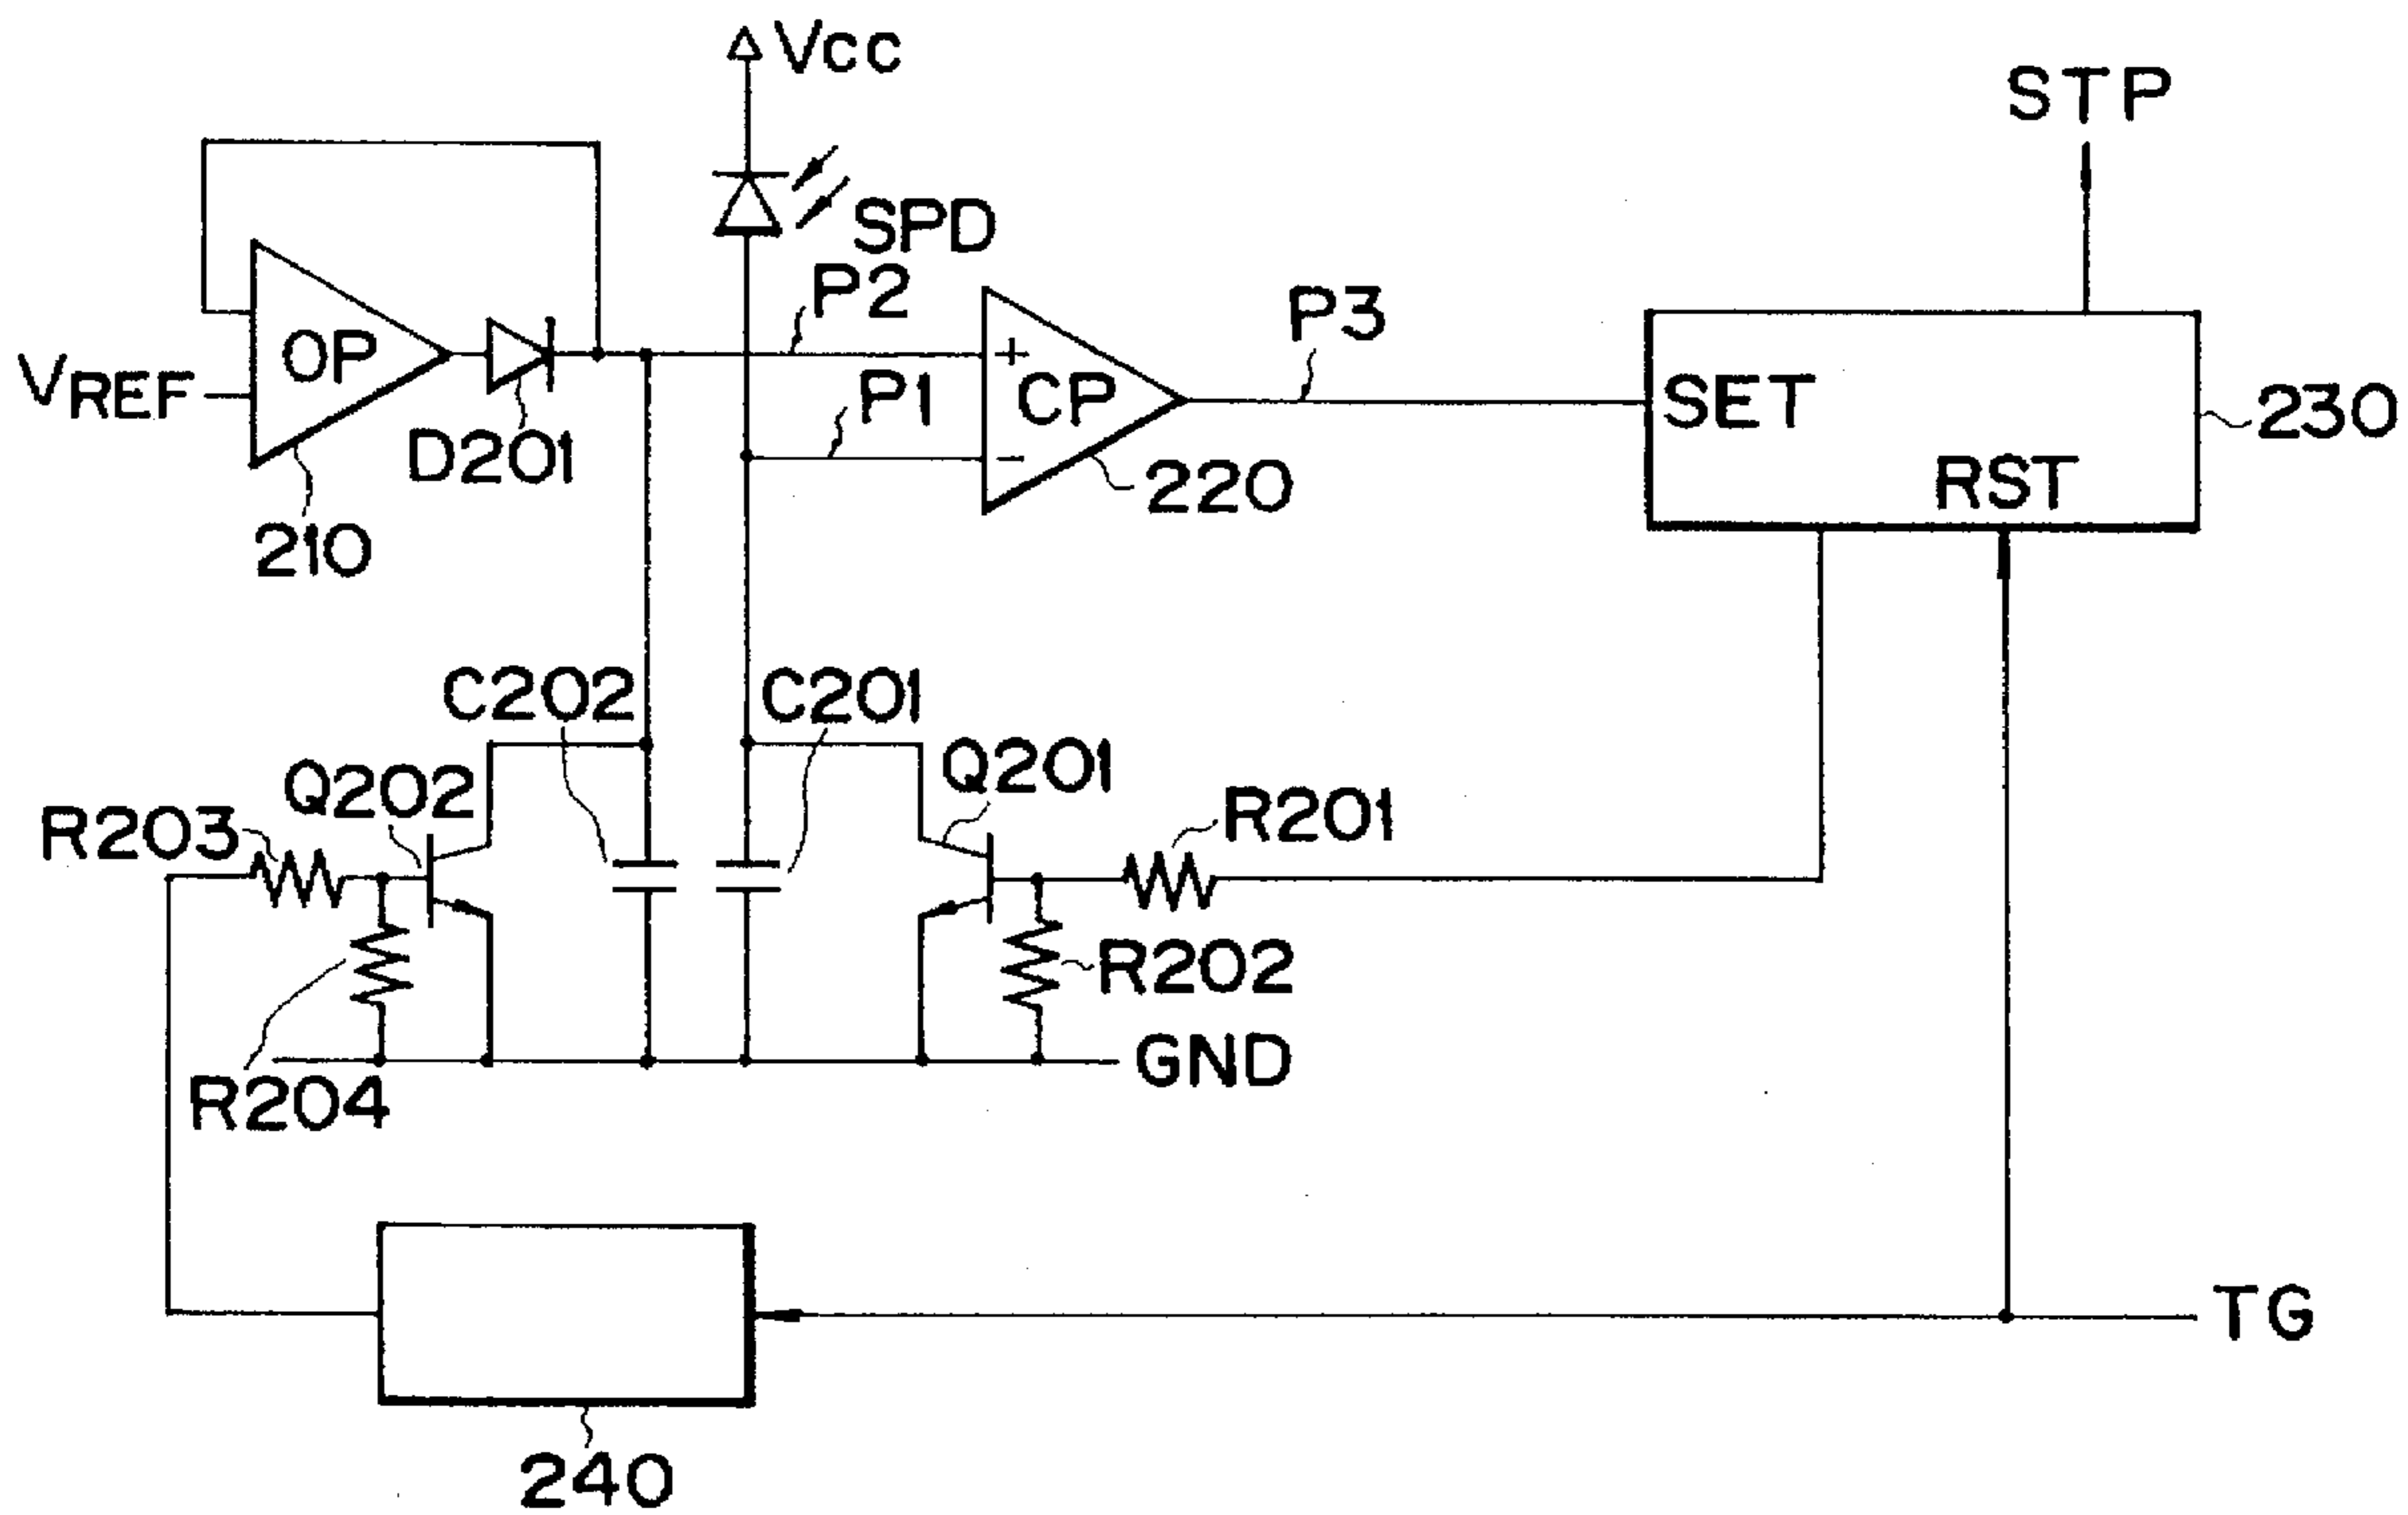 Vcc
STP
SPD
P2
P3
OP
+
VREF
P1
CP
SET
230
D201
−
220
RST
210
C202
C201
Q202
Q201
R203
R201
R202
GND
R204
TG
240